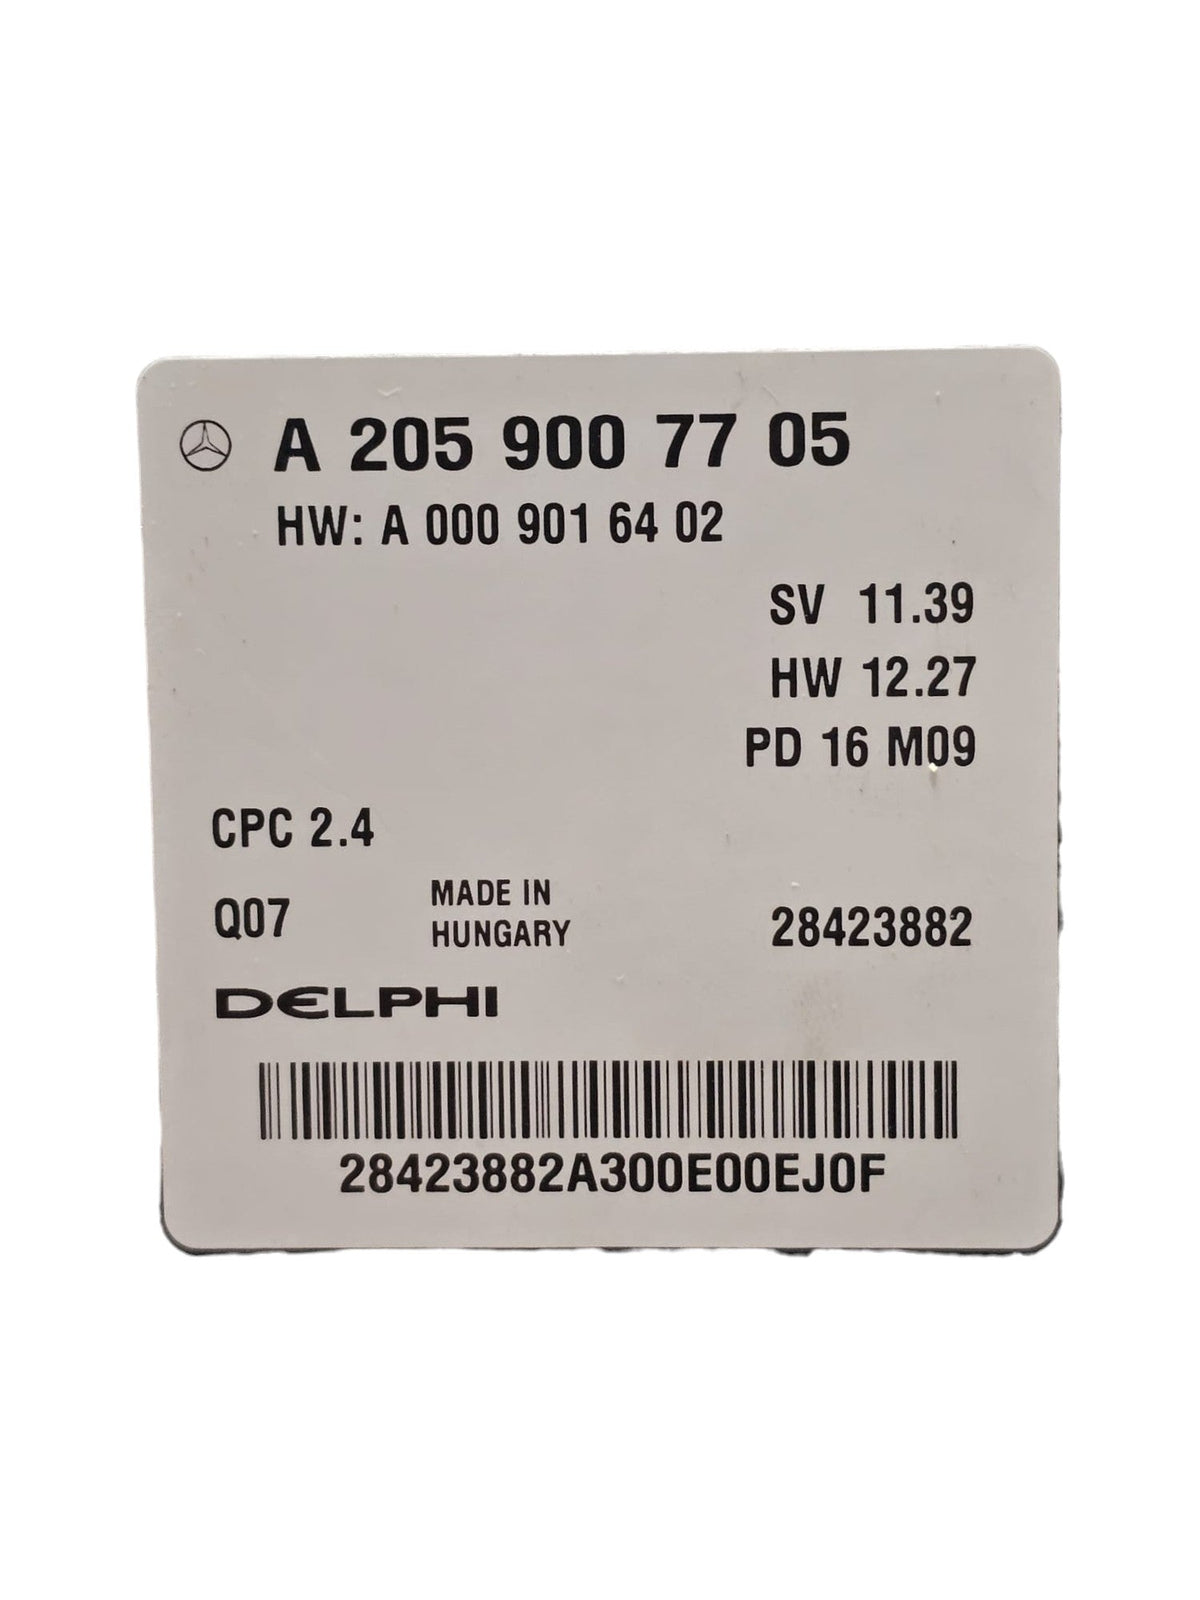 A 205 900 77 05
HW: A 000 901 64 02
SV 11.39
HW 12.27
PD 16 M09
CPC 2.4
MADE IN
Q07 HUNGARY 28423882
DELPHI
28423882A300E00EJ0F